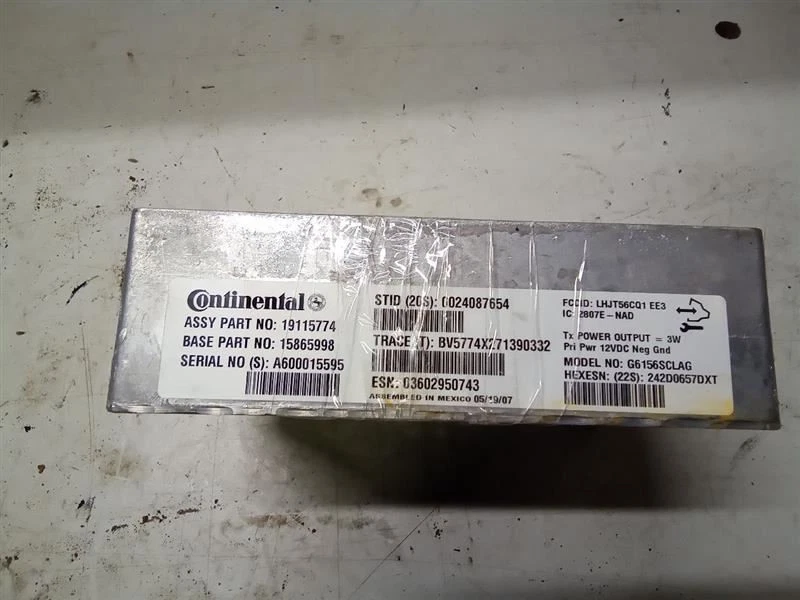 Continental
ASSY PART NO: 19115774
BASE PART NO: 15865998
SERIAL NO (S): A600015595
STID (20S): 0024087654
TRACE (T): BV5774X271390332
ESN: 03602950743
ASSEMBLED IN MEXICO 05/19/07
FCCID: LHJT56CQ1 EE3
IC: 2807E-NAD
Tx POWER OUTPUT = 3W
Pri Pwr 12VDC Neg Gnd
MODEL NO: G6156SCLAG
HEXESN: (22S): 242D0657DXT